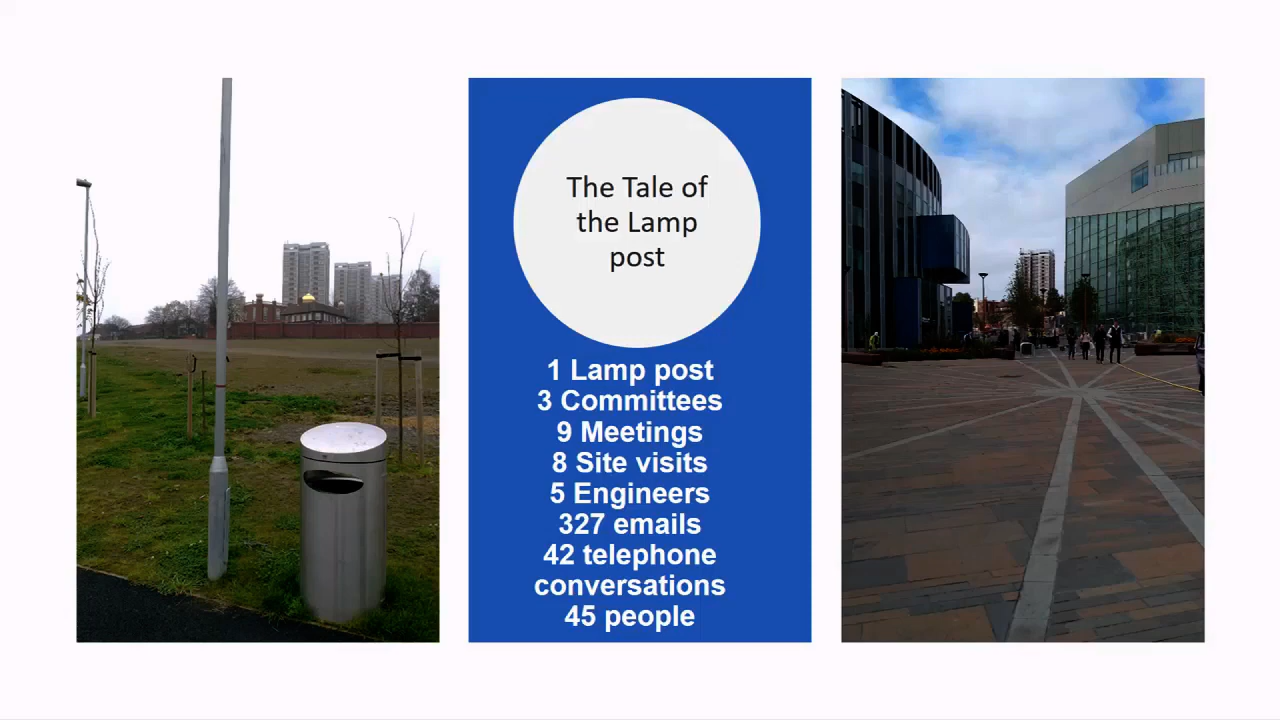 The Tale of
the Lamp
post
1 Lamp post
3 Committees
9 Meetings
8 Site visits
5 Engineers
327 emails
42 telephone
conversations
45 people